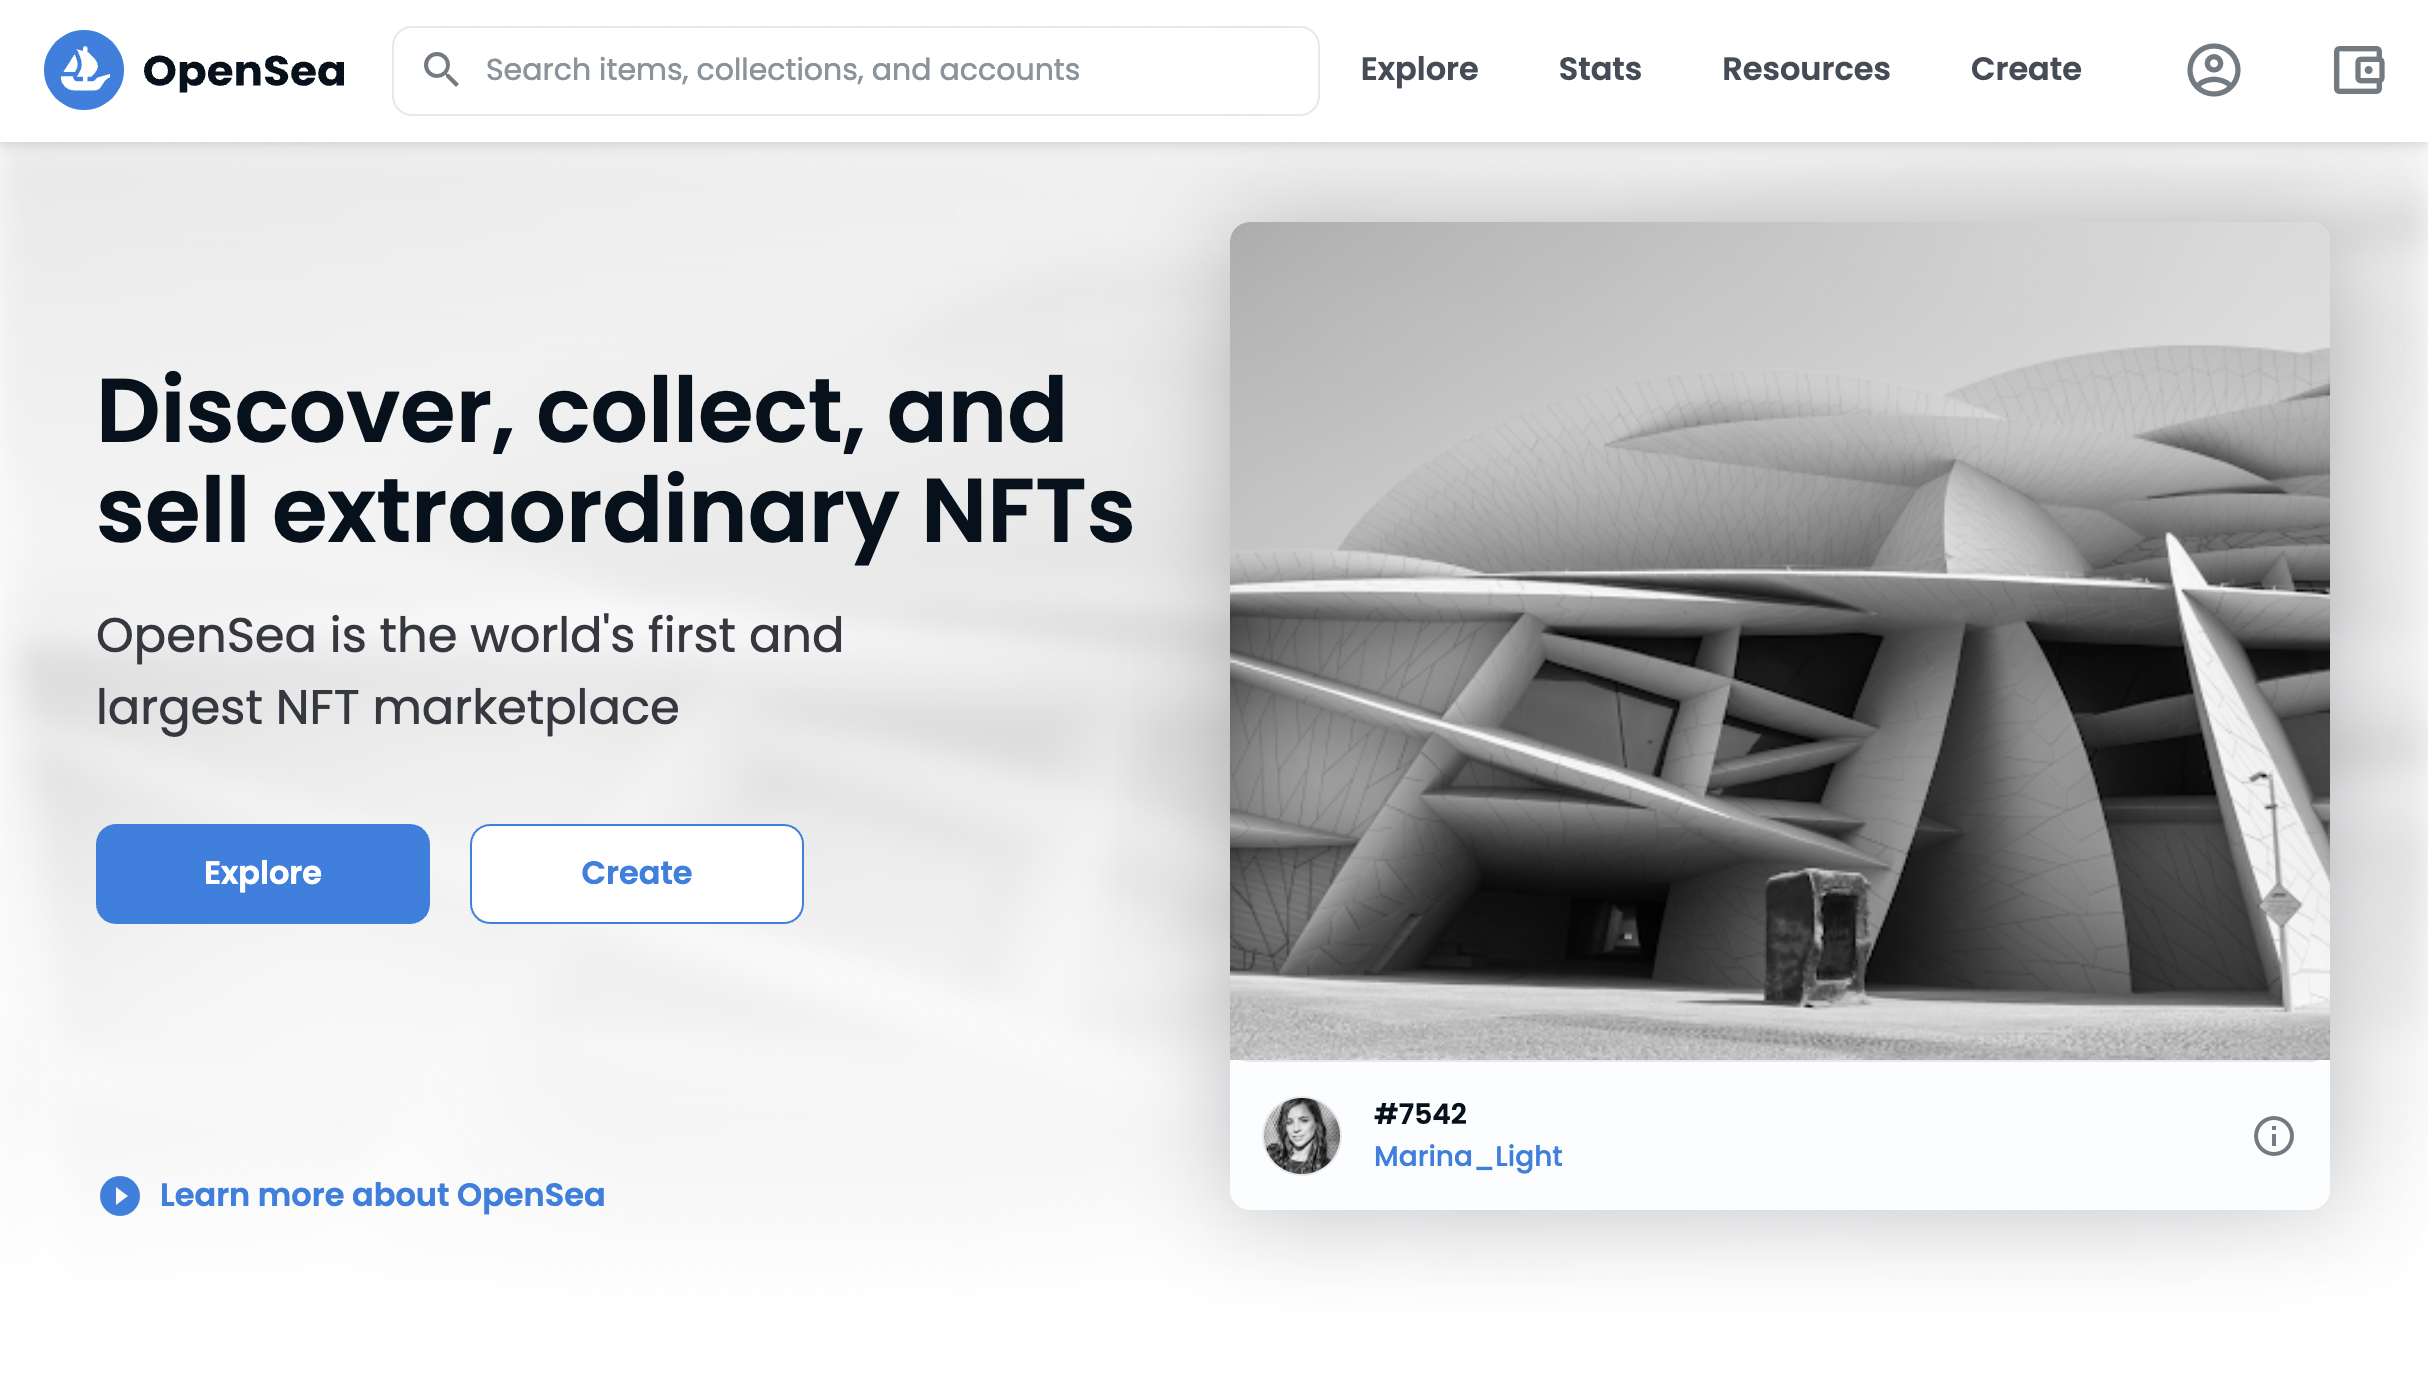 OpenSea
Search items, collections, and accounts
Explore
Stats
Resources
Create
Discover, collect, and
sell extraordinary NFTs
OpenSea is the world's first and
largest NFT marketplace
Explore
Create
Learn more about OpenSea
#7542
Marina_Light